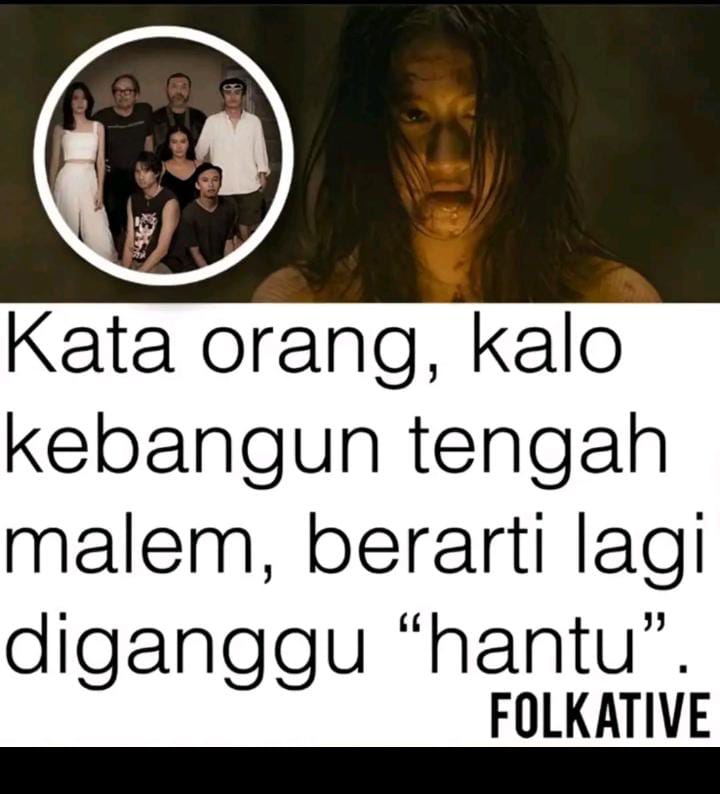 Kata orang, kalo
kebangun tengah
malem, berarti lagi
diganggu “hantu”.
FOLKATIVE